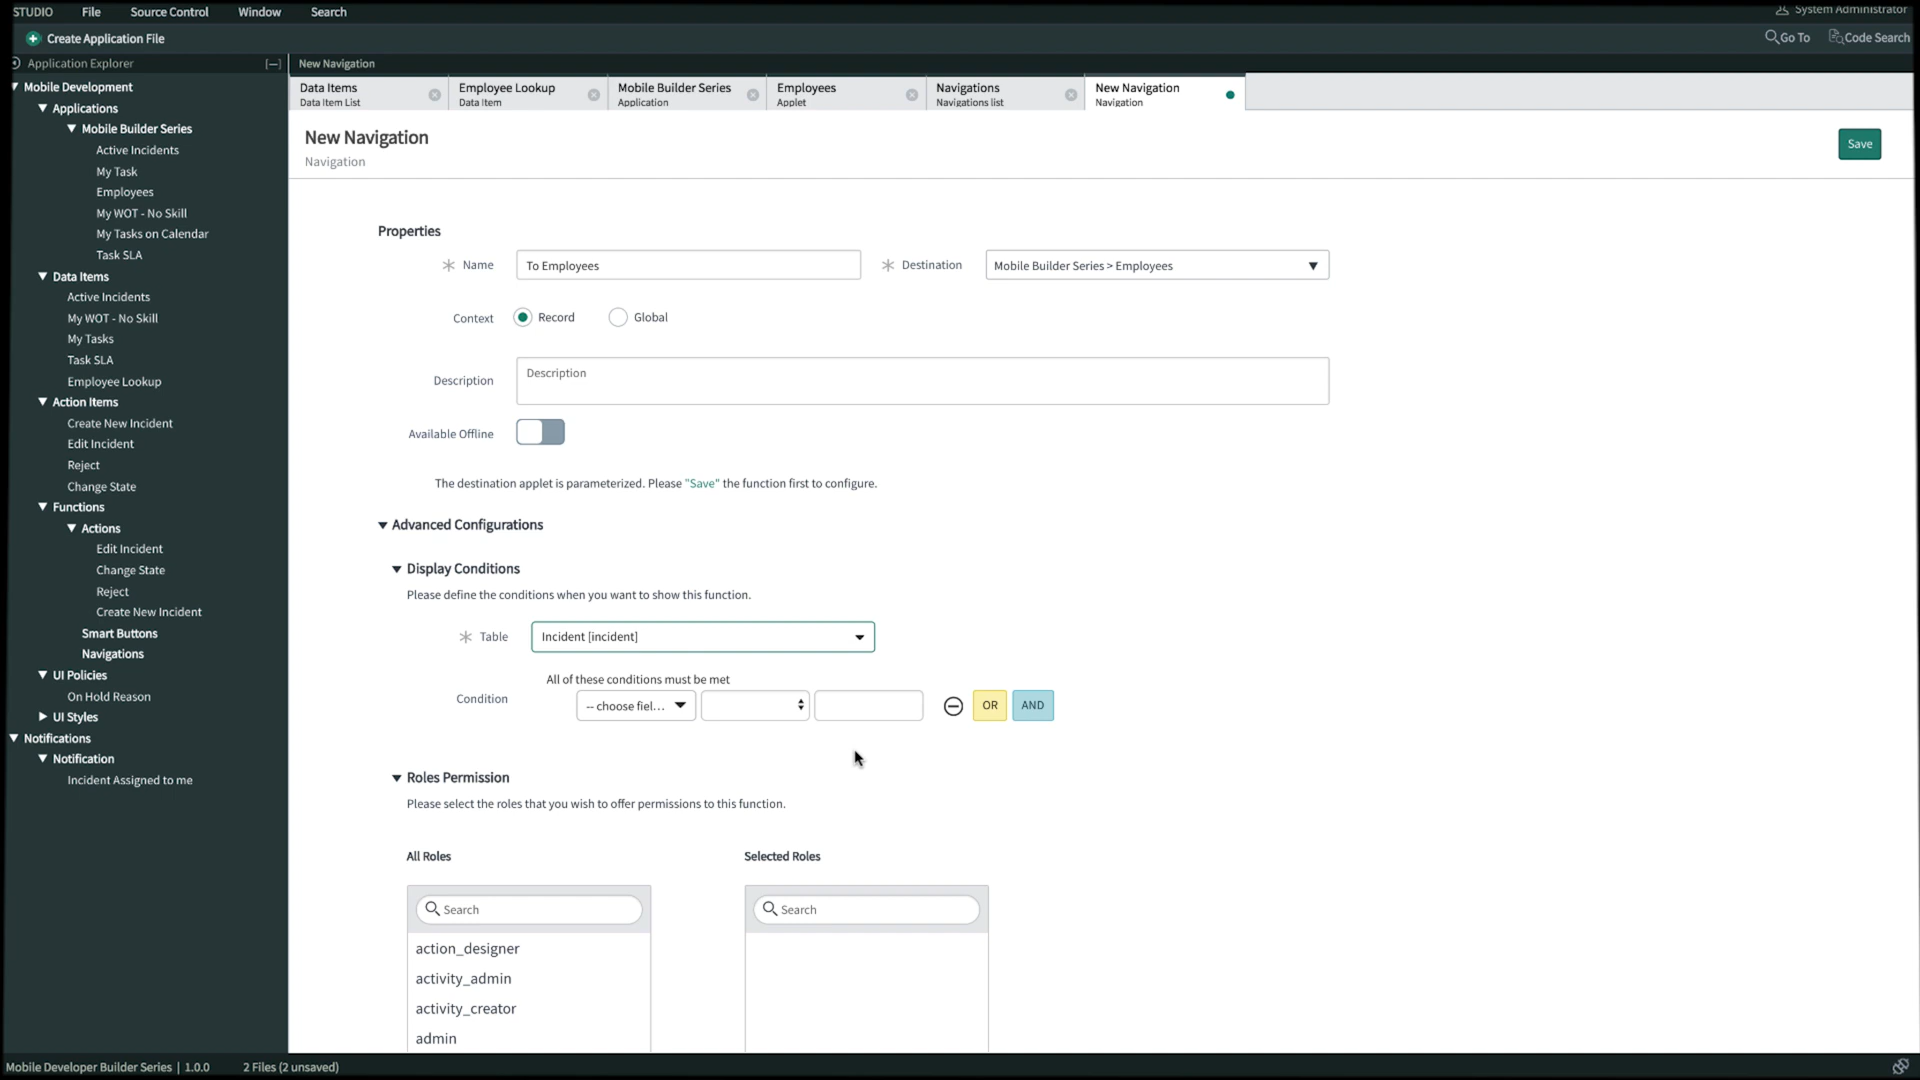 STUDIO File Source Control Window Search System Administrator
Create Application File Go To Code Search
Application Explorer [—] New Navigation
Mobile Development
Applications
Mobile Builder Series
Active Incidents
My Task
Employees
My WOT - No Skill
My Tasks on Calendar
Task SLA
Data Items
Active Incidents
My WOT - No Skill
My Tasks
Task SLA
Employee Lookup
Action Items
Create New Incident
Edit Incident
Reject
Change State
Functions
Actions
Edit Incident
Change State
Reject
Create New Incident
Smart Buttons
Navigations
UI Policies
On Hold Reason
UI Styles
Notifications
Notification
Incident Assigned to me
Data Items Employee Lookup Mobile Builder Series Employees Navigations New Navigation
Data Item List Data Item Application Applet Navigations list Navigation
New Navigation
Navigation
Save
Properties
Name To Employees Destination Mobile Builder Series > Employees
Context Record Global
Description Description
Available Offline
The destination applet is parameterized. Please "Save" the function first to configure.
Advanced Configurations
Display Conditions
Please define the conditions when you want to show this function.
Table Incident [incident]
All of these conditions must be met
Condition -- choose fiel... OR AND
Roles Permission
Please select the roles that you wish to offer permissions to this function.
All Roles Selected Roles
Search Search
action_designer
activity_admin
activity_creator
admin
Mobile Developer Builder Series | 1.0.0 2 Files (2 unsaved)